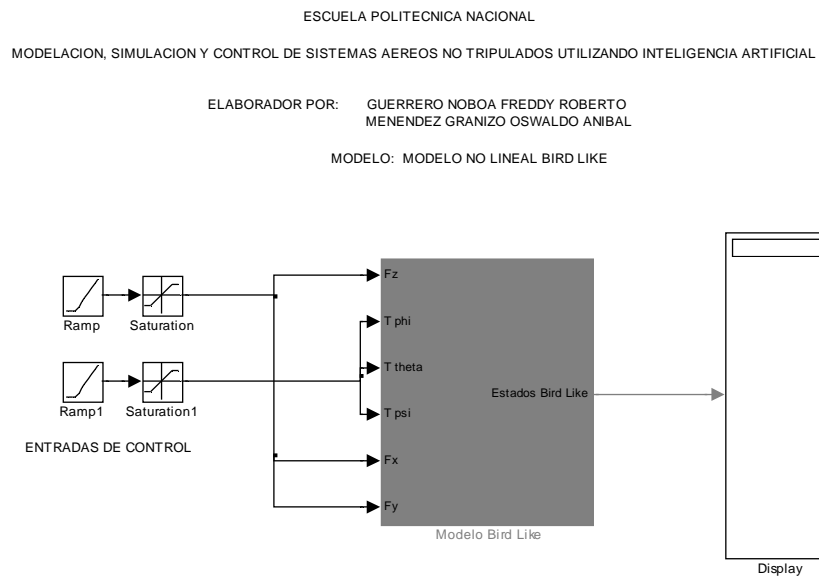 ESCUELA POLITECNICA NACIONAL
MODELACION, SIMULACION Y CONTROL DE SISTEMAS AEREOS NO TRIPULADOS UTILIZANDO INTELIGENCIA ARTIFICIAL
ELABORADOR POR: GUERRERO NOBOA FREDDY ROBERTO
MENENDEZ GRANIZO OSWALDO ANIBAL
MODELO: MODELO NO LINEAL BIRD LIKE
Fz
Ramp
Saturation
T phi
T theta
Estados Bird Like
Ramp1
Saturation1
T psi
ENTRADAS DE CONTROL
Fx
Fy
Modelo Bird Like
Display